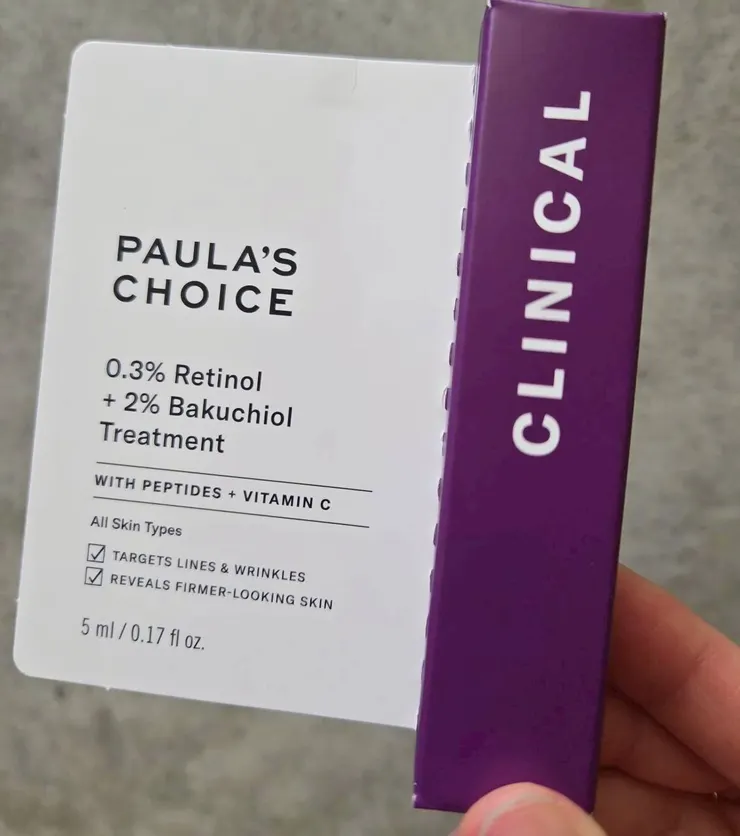 PAULA'S
CHOICE
0.3% Retinol
+ 2% Bakuchiol
Treatment
WITH PEPTIDES + VITAMIN C
All Skin Types
☑ TARGETS LINES & WRINKLES
☑ REVEALS FIRMER-LOOKING SKIN
5 ml / 0.17 fl oz.
CLINICAL